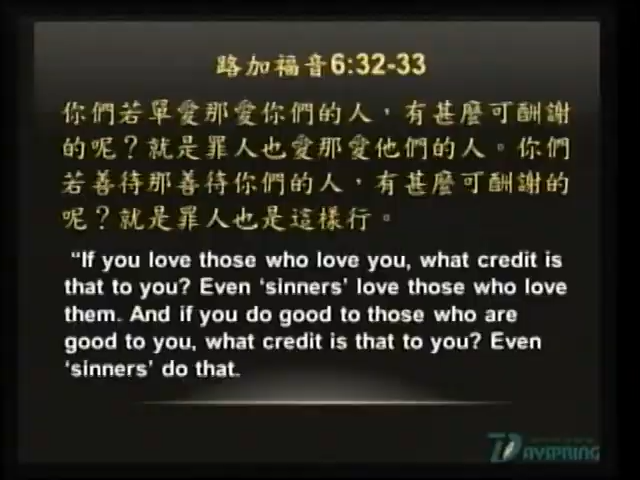 路加福音6:32-33
你們若單愛那愛你們的人，有甚麼可酬謝
的呢？就是罪人也愛那愛他們的人。你們
若善待那善待你們的人，有甚麼可酬謝的
呢？就是罪人也是這樣行。
“If you love those who love you, what credit is
that to you? Even ‘sinners’ love those who love
them. And if you do good to those who are
good to you, what credit is that to you? Even
‘sinners’ do that.
DAYSPRING